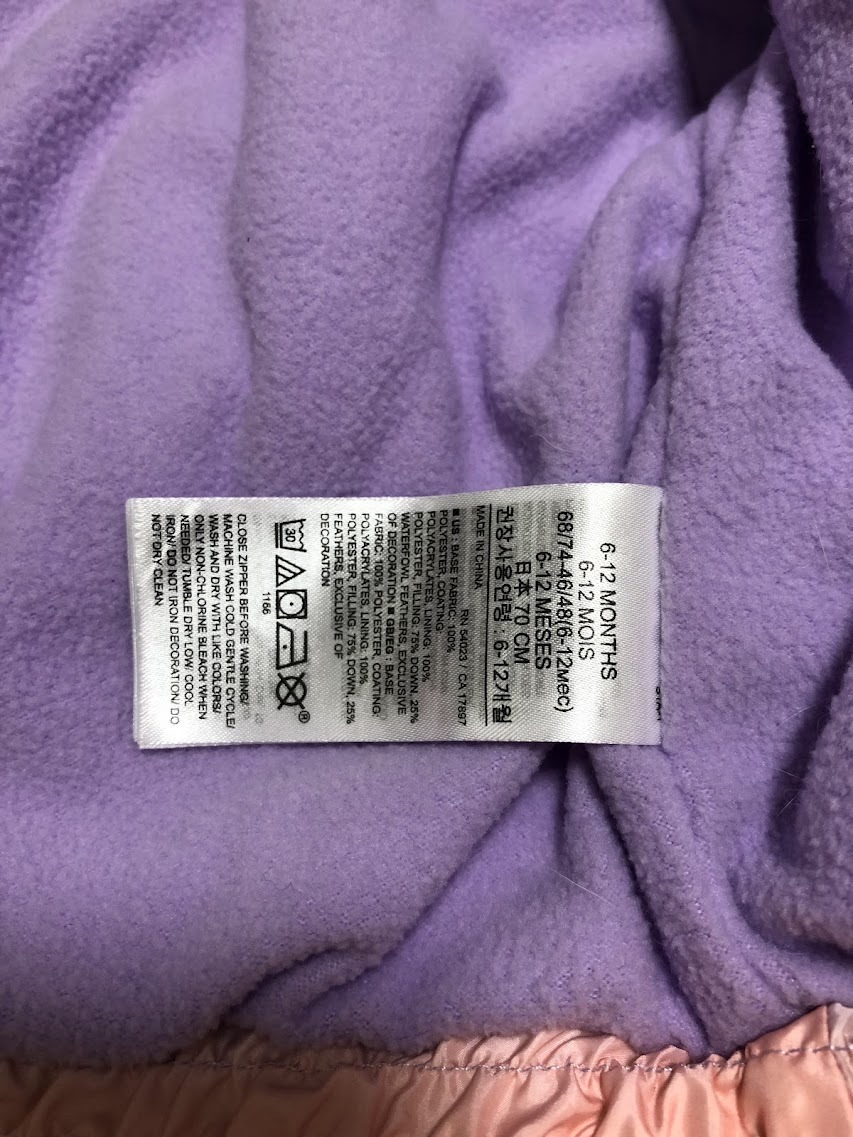 6-12 MONTHS
6-12 MOIS
68/74-46/48(6-12мес)
6-12 MESES
日本 70 CM
권장사용연령 : 6-12개월
RN 54023 / CA 17897
MADE IN CHINA
■ US : BASE FABRIC: 100%
POLYESTER, COATING:
POLYACRYLATES, LINING: 100%
POLYESTER, FILLING: 75% DOWN, 25%
WATERFOWL FEATHERS, EXCLUSIVE
OF DECORATION ■ GB/EG : BASE
FABRIC: 100% POLYESTER, COATING:
POLYACRYLATES, LINING: 100%
POLYESTER, FILLING: 75% DOWN, 25%
FEATHERS, EXCLUSIVE OF
DECORATION
30
®
1166
CLOSE ZIPPER BEFORE WASHING/
MACHINE WASH COLD GENTLE CYCLE/
WASH AND DRY WITH LIKE COLORS/
ONLY NON-CHLORINE BLEACH WHEN
NEEDED/ TUMBLE DRY LOW/ COOL
IRON/ DO NOT IRON DECORATION/ DO
NOT DRY CLEAN